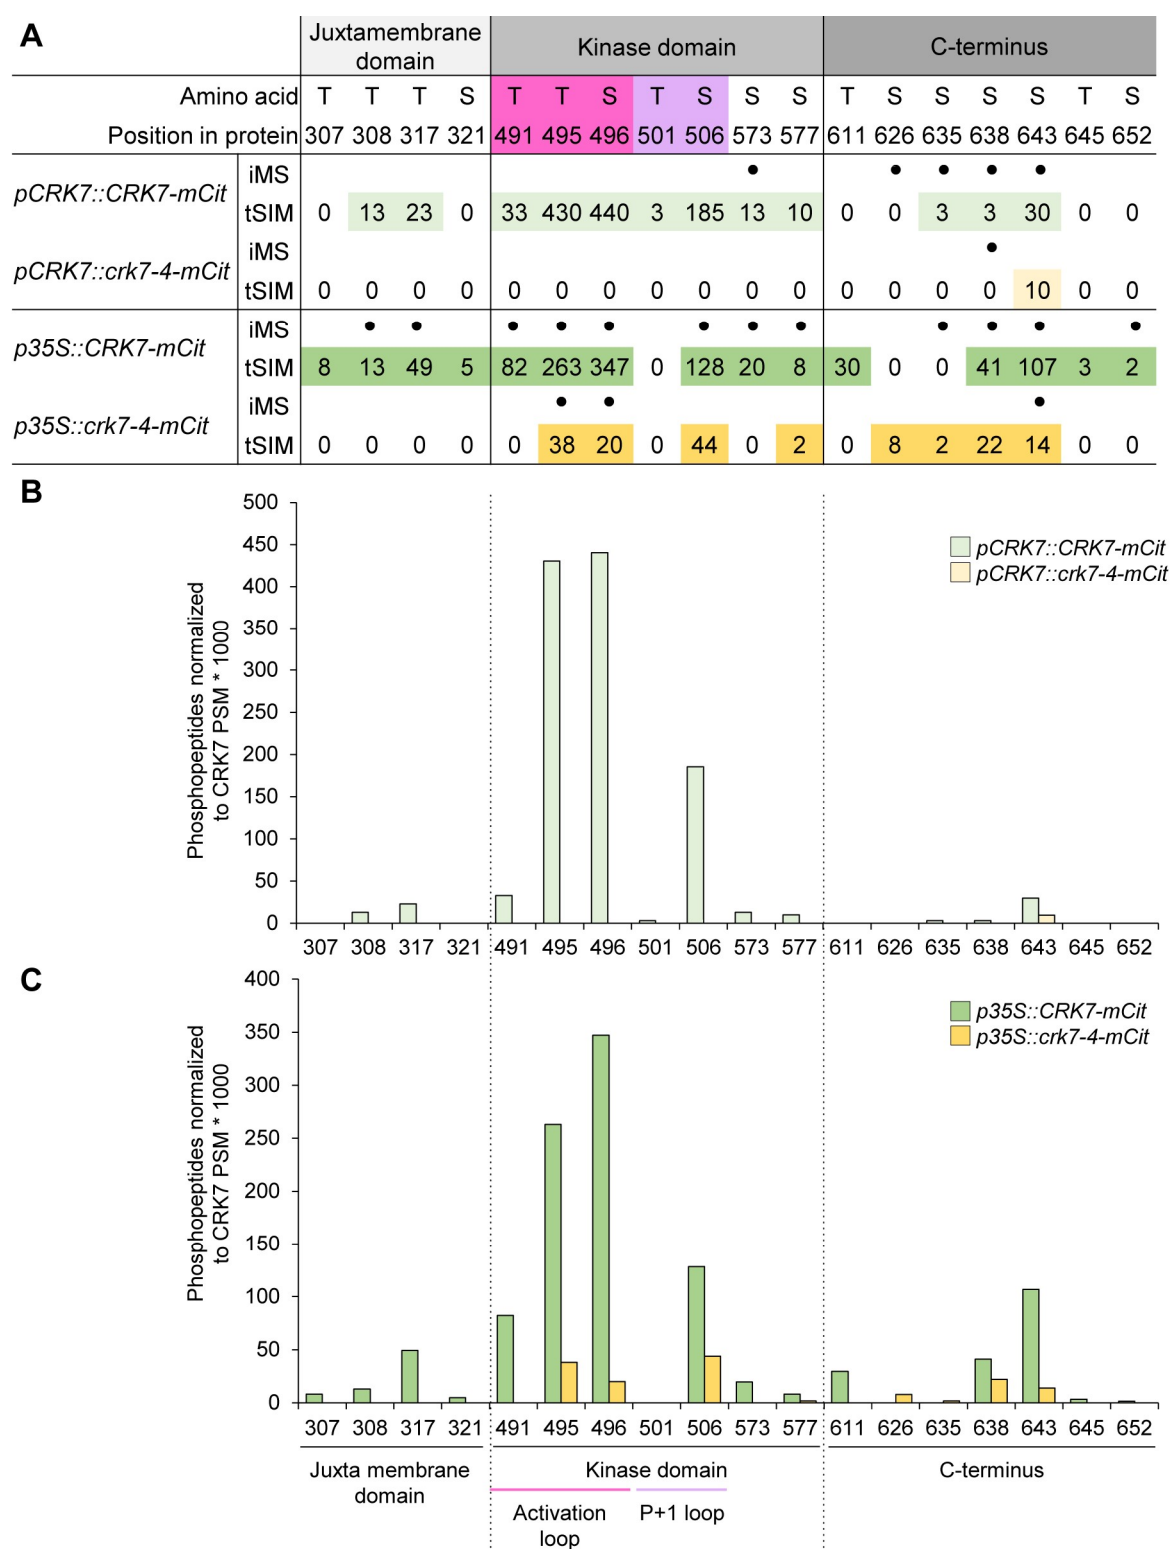 A
Juxtamembrane domain Kinase domain C-terminus
Amino acid T T T S T T S T S S S T S S S S T S
Position in protein 307 308 317 321 491 495 496 501 506 573 577 611 626 635 638 643 645 652
pCRK7::CRK7-mCit
iMS • • • • •
tSIM 0 13 23 0 33 430 440 3 185 13 10 0 0 3 3 30 0 0
pCRK7::crk7-4-mCit
iMS •
tSIM 0 0 0 0 0 0 0 0 0 0 0 0 0 0 0 10 0 0
p35S::CRK7-mCit
iMS • • • • • • • • • • • •
tSIM 8 13 49 5 82 263 347 0 128 20 8 30 0 0 41 107 3 2
p35S::crk7-4-mCit
iMS • • •
tSIM 0 0 0 0 0 38 20 0 44 0 2 0 8 2 22 14 0 0
B
Phosphopeptides normalized
to CRK7 PSM * 1000
500
450
400
350
300
250
200
150
100
50
0
pCRK7::CRK7-mCit
pCRK7::crk7-4-mCit
307 308 317 321 491 495 496 501 506 573 577 611 626 635 638 643 645 652
C
Phosphopeptides normalized
to CRK7 PSM * 1000
400
350
300
250
200
150
100
50
0
p35S::CRK7-mCit
p35S::crk7-4-mCit
307 308 317 321 491 495 496 501 506 573 577 611 626 635 638 643 645 652
Juxta membrane
domain
Kinase domain
C-terminus
Activation
loop
P+1 loop